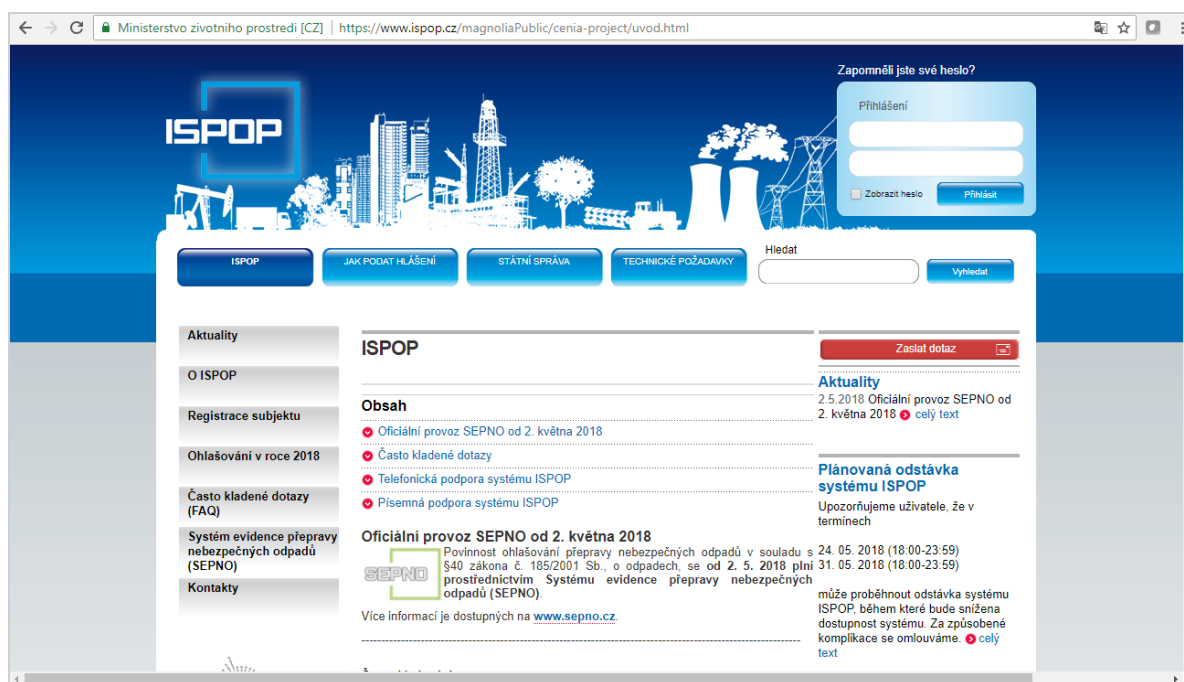 Ministerstvo zivotniho prostredi [CZ] | https://www.ispop.cz/magnoliaPublic/cenia-project/uvod.html
Zapomněli jste své heslo?
Přihlášení
Zobrazit heslo
Přihlásit
ISPOP
ISPOP
JAK PODAT HLÁŠENÍ
STÁTNÍ SPRÁVA
TECHNICKÉ POŽADAVKY
Hledat
Vyhledat
Aktuality
O ISPOP
Registrace subjektu
Ohlašování v roce 2018
Často kladené dotazy
(FAQ)
Systém evidence přepravy
nebezpečných odpadů
(SEPNO)
Kontakty
ISPOP
Obsah
Oficiální provoz SEPNO od 2. května 2018
Často kladené dotazy
Telefonická podpora systému ISPOP
Písemná podpora systému ISPOP
Oficiální provoz SEPNO od 2. května 2018
SEPNO
Povinnost ohlašování přepravy nebezpečných odpadů v souladu s
§40 zákona č. 185/2001 Sb., o odpadech, se od 2. 5. 2018 plní
prostřednictvím Systému evidence přepravy nebezpečných
odpadů (SEPNO).
Více informací je dostupných na www.sepno.cz.
Zaslat dotaz
Aktuality
2.5.2018 Oficiální provoz SEPNO od
2. května 2018 celý text
Plánovaná odstávka
systému ISPOP
Upozorňujeme uživatele, že v
termínech
24. 05. 2018 (18:00-23:59)
31. 05. 2018 (18:00-23:59)
může proběhnout odstávka systému
ISPOP, během které bude snížena
dostupnost systému. Za způsobené
komplikace se omlouváme. celý
text